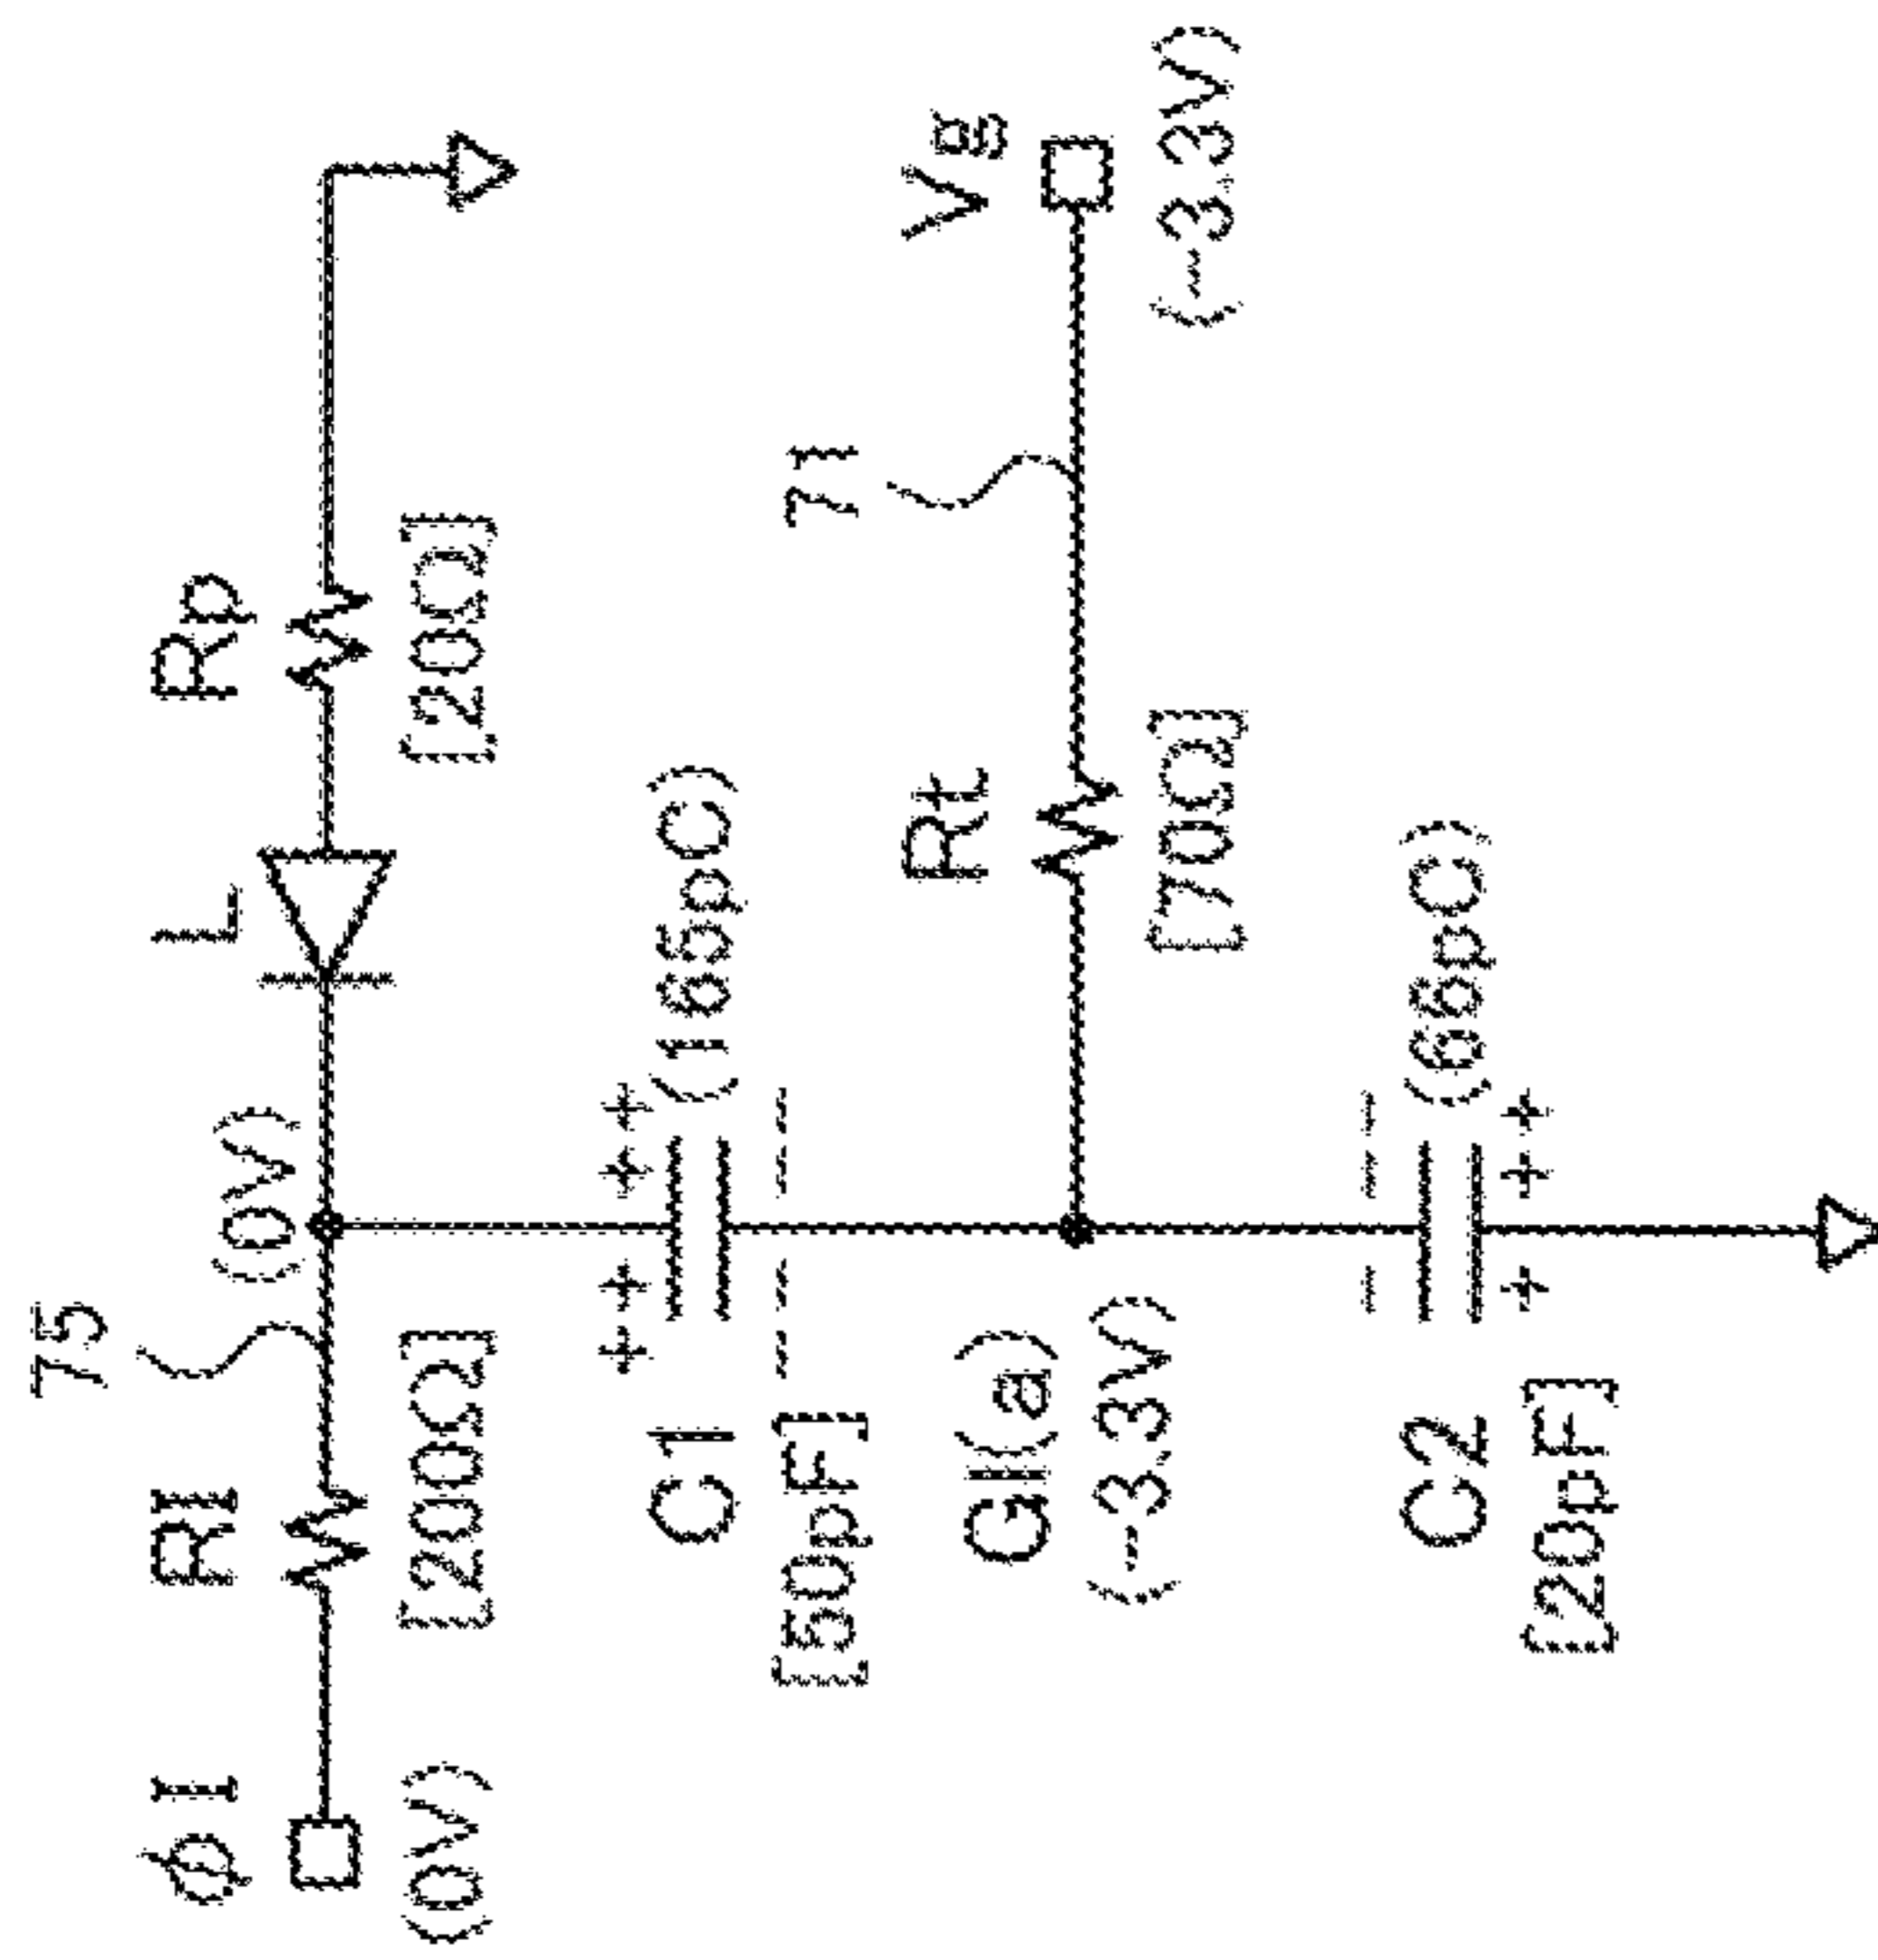 75
φI
RI
(0V)
L
Rp
(0V)
[200Ω]
[20Ω]
C1
(165pC)
[50pF]
71
Gl(a)
Rt
Vg
(-3.3V)
[70Ω]
(-3.3V)
C2
(66pC)
[20pF]